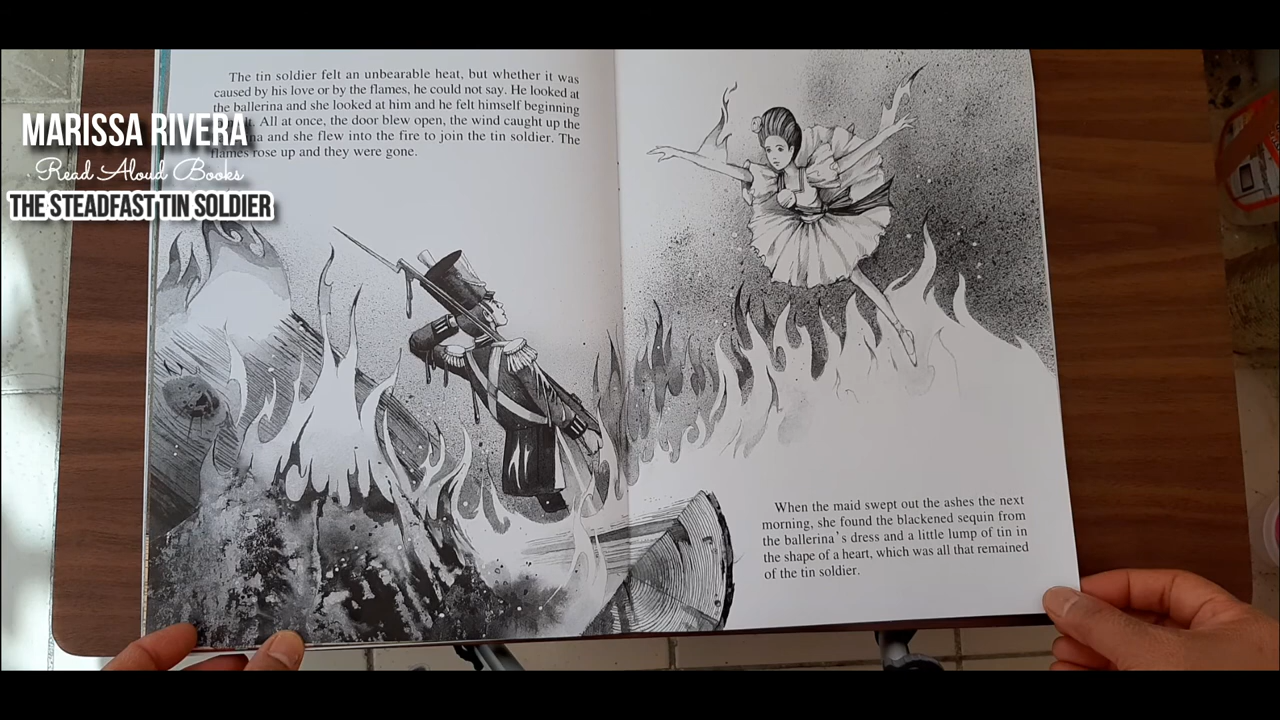 The tin soldier felt an unbearable heat, but whether it was
caused by his love or by the flames, he could not say. He looked at
the ballerina and she looked at him and he felt himself beginning
All at once, the door blew open, the wind caught up the
and she flew into the fire to join the tin soldier. The
flames rose up and they were gone.
MARISSA RIVERA
Read Aloud Books
THE STEADFAST TIN SOLDIER
When the maid swept out the ashes the next
morning, she found the blackened sequin from
the ballerina's dress and a little lump of tin in
the shape of a heart, which was all that remained
of the tin soldier.